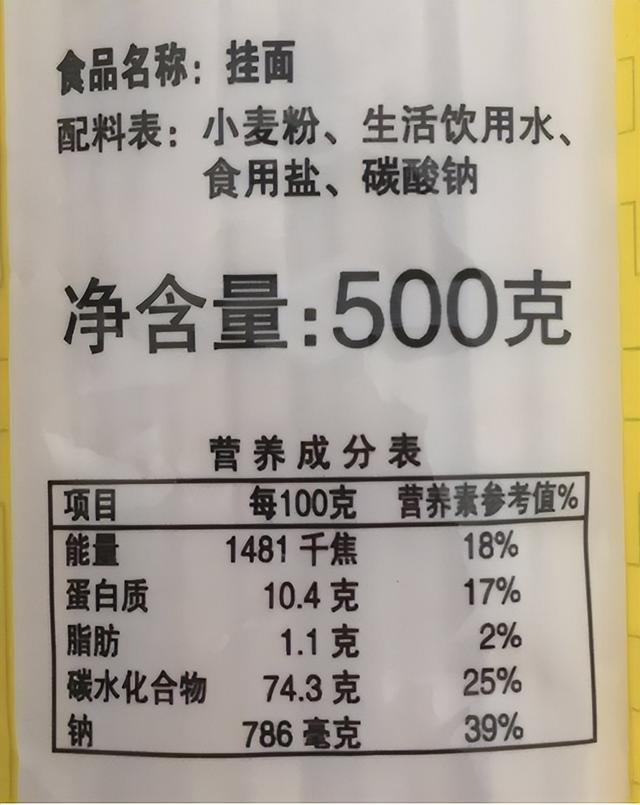 食品名称：挂面
配料表：小麦粉、生活饮用水、
食用盐、碳酸钠
净含量:500克
营养成分表
项目 每100克 营养素参考值%
能量 1481 千焦 18%
蛋白质 10.4 克 17%
脂肪 1.1 克 2%
碳水化合物 74.3 克 25%
钠 786 毫克 39%